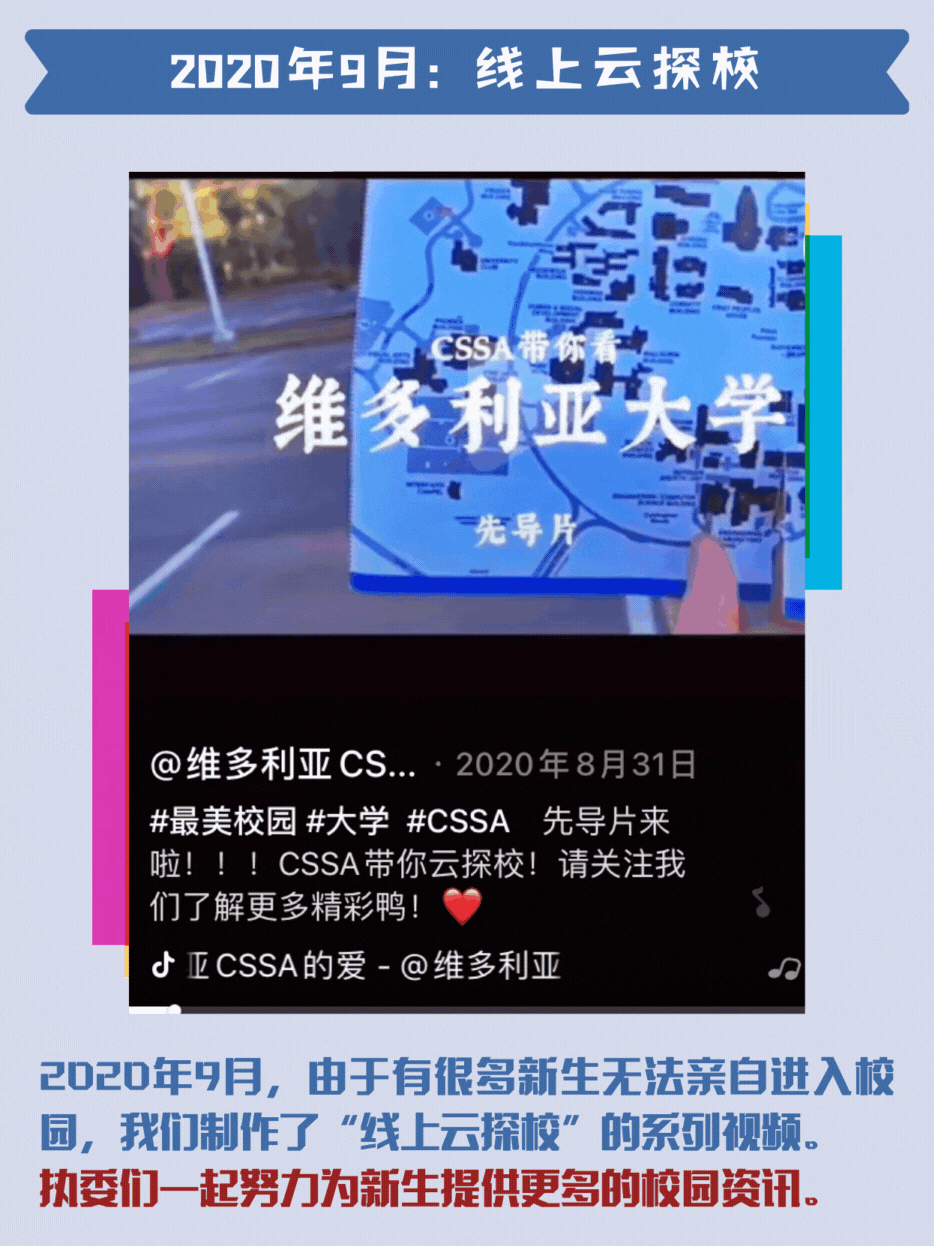 2020年9月：线上云探校
CSSA带你看
维多利亚大学
先导片
@维多利亚CS... · 2020年8月31日
#最美校园 #大学 #CSSA 先导片来
啦！！！CSSA带你云探校！请关注我
们了解更多精彩鸭！❤️
亚CSSA的爱 - @维多利亚
2020年9月，由于有很多新生无法亲自进入校
园，我们制作了“线上云探校”的系列视频。
执委们一起努力为新生提供更多的校园资讯。